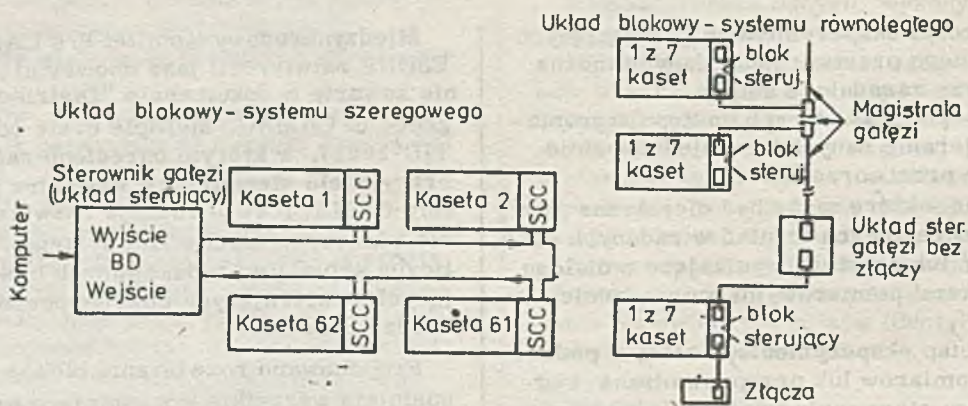 Układ blokowy-systemu szeregowego
Komputer
Sterownik gałęzi
(Układ sterujący)
Wyjście
BD
Wejście
Kaseta 1
SCC
Kaseta 2
SCC
Kaseta 62
SCC
Kaseta 61
SCC
Układ blokowy-systemu równoległego
1 z 7
kaset
blok
steruj.
1 z 7
kaset
blok
steruj.
Magistrala
gałęzi
Układ ster.
gałęzi bez
złączy
1 z 7
kaset
blok
sterujący
Złącza